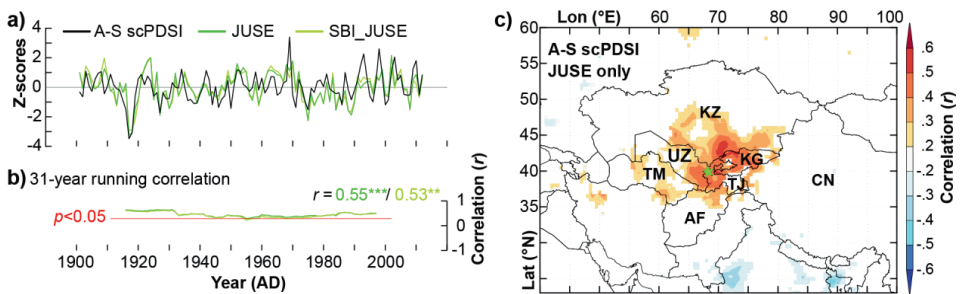 a)
A-S scPDSI
JUSE
SBI_JUSE
Z-scores
4
2
0
-2
-4
b)
31-year running correlation
r = 0.55***/ 0.53**
p<0.05
1
0
-1
Correlation (r)
1900 1920 1940 1960 1980 2000
Year (AD)
c)
Lon (°E)
60 70 80 90 100
A-S scPDSI
JUSE only
Lat (°N)
60
55
50
45
40
35
30
25
KZ
UZ
KG
TM
TJ
AF
CN
.6
.5
.4
.3
.2
-.2
-.3
-.4
-.5
-.6
Correlation (r)